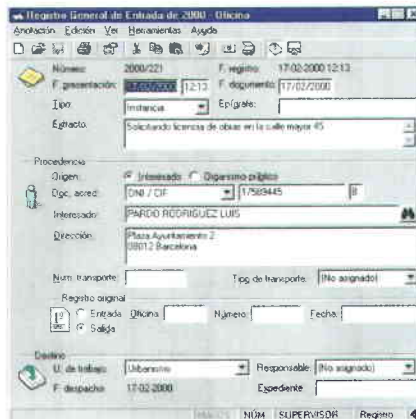 Registro General de Entrada de 2000 - Oficina
Anotación Edición Ver Herramientas Ayuda
Número: 2000/221 F. registro: 17-02-2000 12:13
F. presentación: 17-02-2000 12:13 F. documento: 17/02/2000
Tipo: Instancia Epígrafe:
Extracto: Solicitando licencia de obras en la calle mayor 45
Procedencia
Origen: Interesado Organismo público
Doc. acred: DNI / CIF 17589445 B
Interesado: PARDO RODRIGUEZ LUIS
Dirección: Plaza Ayuntamiento 2
08012 Barcelona
Num. transporte: Tipo de transporte: (No asignado)
Registro original
Entrada Oficina: Número: Fecha:
Salida
Destino
U. de trabajo: Urbanismo Responsable: (No asignado)
F. despacho: 17-02-2000 Expediente:
NÚM SUPERVISOR Registro